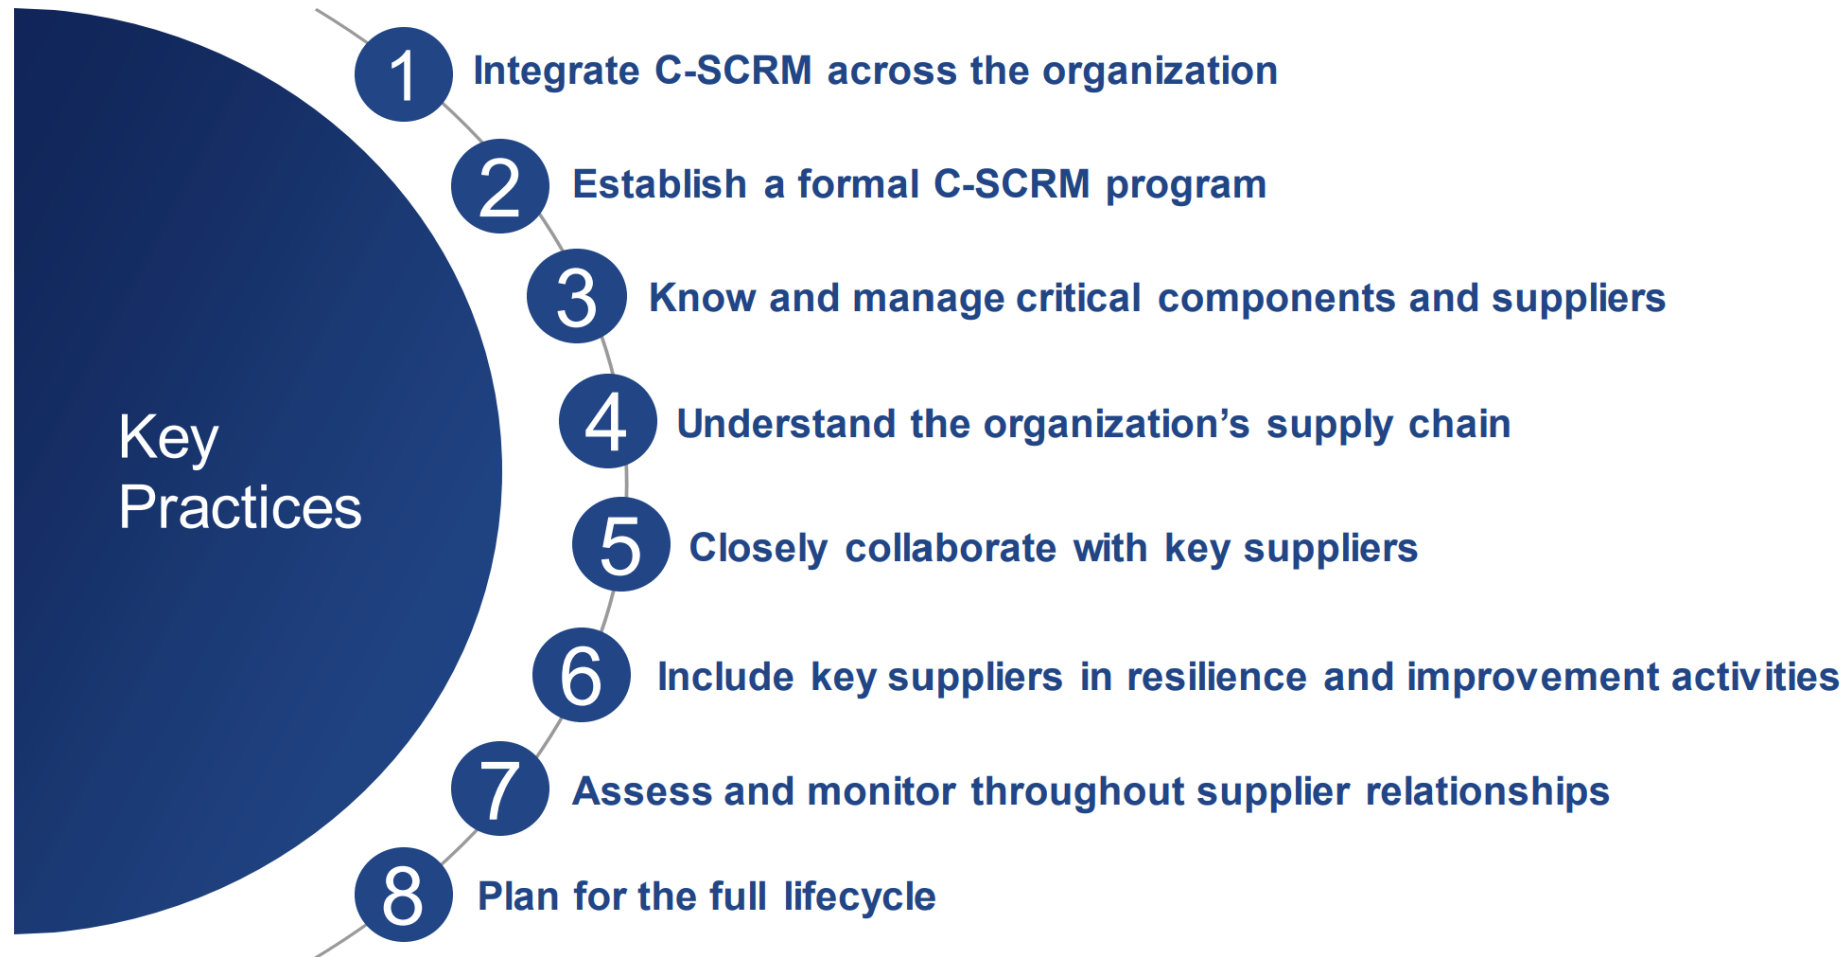 Key
Practices
1 Integrate C-SCRM across the organization
2 Establish a formal C-SCRM program
3 Know and manage critical components and suppliers
4 Understand the organization’s supply chain
5 Closely collaborate with key suppliers
6 Include key suppliers in resilience and improvement activities
7 Assess and monitor throughout supplier relationships
8 Plan for the full lifecycle